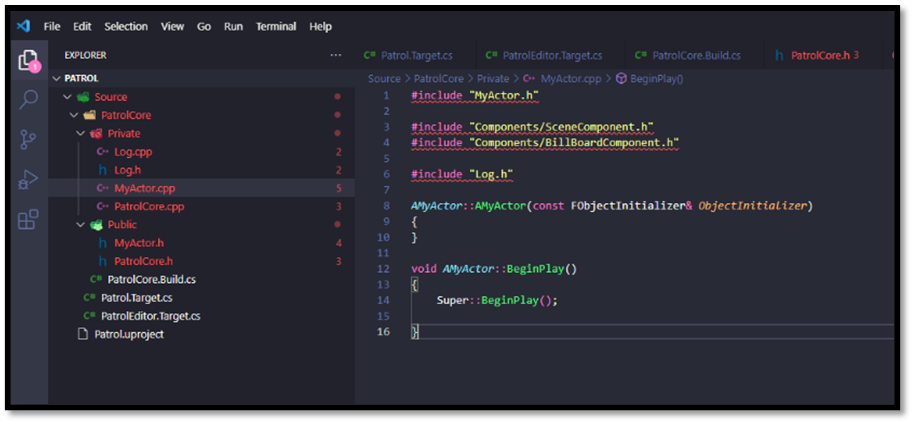 File Edit Selection View Go Run Terminal Help
EXPLORER ...
PATROL
Source
PatrolCore
Private
Log.cpp 2
Log.h 2
MyActor.cpp 5
PatrolCore.cpp 3
Public
MyActor.h 4
PatrolCore.h 3
C# PatrolCore.Build.cs
C# Patrol.Target.cs
C# PatrolEditor.Target.cs
Patrol.uproject
1
C# Patrol.Target.cs C# PatrolEditor.Target.cs C# PatrolCore.Build.cs h PatrolCore.h 3
Source > PatrolCore > Private > MyActor.cpp > BeginPlay()
1 #include "MyActor.h"
2
3 #include "Components/SceneComponent.h"
4 #include "Components/BillBoardComponent.h"
5
6 #include "Log.h"
7
8 AMyActor::AMyActor(const FObjectInitializer& ObjectInitializer)
9 {
10 }
11
12 void AMyActor::BeginPlay()
13 {
14 Super::BeginPlay();
15
16 }